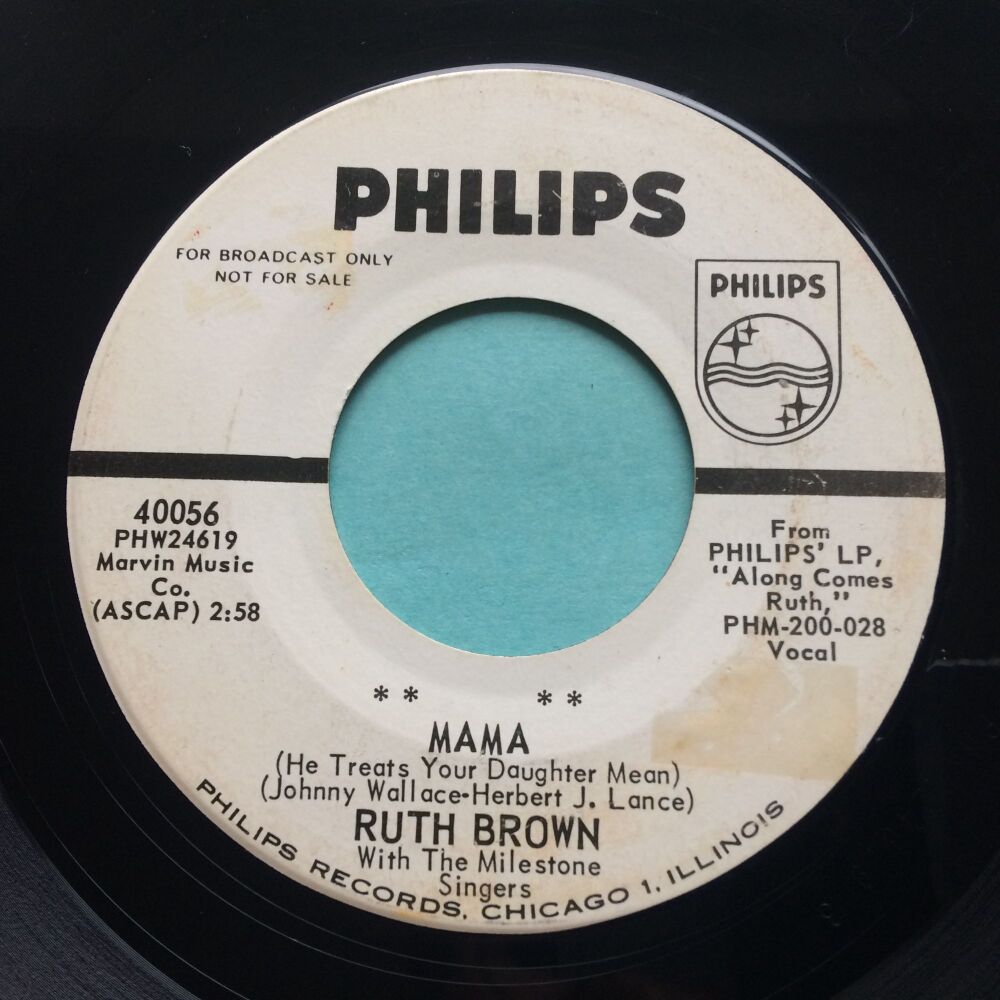 PHILIPS
FOR BROADCAST ONLY
NOT FOR SALE
PHILIPS
40056
PHW24619
Marvin Music
Co.
(ASCAP) 2:58
From
PHILIPS' LP,
"Along Comes
Ruth,"
PHM-200-028
Vocal
** **
MAMA
(He Treats Your Daughter Mean)
(Johnny Wallace-Herbert J. Lance)
RUTH BROWN
With The Milestone
Singers
PHILIPS RECORDS, CHICAGO 1, ILLINOIS